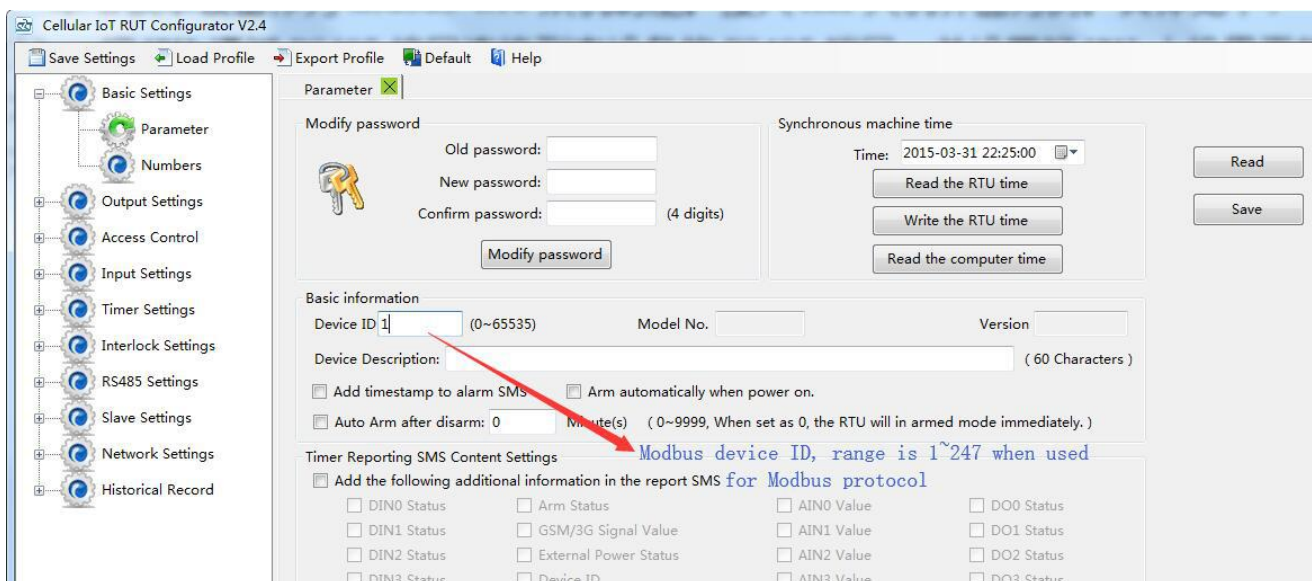 Cellular IoT RUT Configurator V2.4
Save Settings Load Profile Export Profile Default Help
Basic Settings
Parameter
Numbers
Output Settings
Access Control
Input Settings
Timer Settings
Interlock Settings
RS485 Settings
Slave Settings
Network Settings
Historical Record
Parameter
Modify password
Old password:
New password:
Confirm password: (4 digits)
Modify password
Synchronous machine time
Time: 2015-03-31 22:25:00
Read the RTU time
Write the RTU time
Read the computer time
Read
Save
Basic information
Device ID 1 (0~65535) Model No. Version
Device Description: ( 60 Characters )
Add timestamp to alarm SMS Arm automatically when power on.
Auto Arm after disarm: 0 Minute(s) ( 0~9999, When set as 0, the RTU will in armed mode immediately. )
Modbus device ID, range is 1~247 when used
for Modbus protocol
Timer Reporting SMS Content Settings
Add the following additional information in the report SMS
DIN0 Status Arm Status AIN0 Value DO0 Status
DIN1 Status GSM/3G Signal Value AIN1 Value DO1 Status
DIN2 Status External Power Status AIN2 Value DO2 Status
DIN3 Status Device ID AIN3 Value DO3 Status